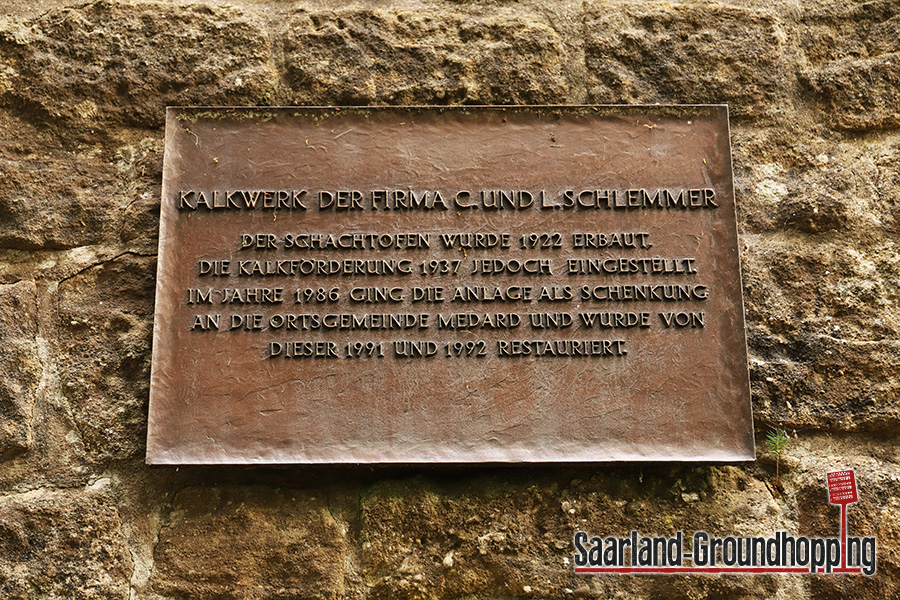 KALKWERK DER FIRMA C. UND L. SCHLEMMER
DER SCHACHTOFEN WURDE 1922 ERBAUT.
DIE KALKFÖRDERUNG 1937 JEDOCH EINGESTELLT.
IM JAHRE 1986 GING DIE ANLAGE ALS SCHENKUNG
AN DIE ORTSGEMEINDE MEDARD UND WURDE VON
DIESER 1991 UND 1992 RESTAURIERT.
Saarland-Groundhopping